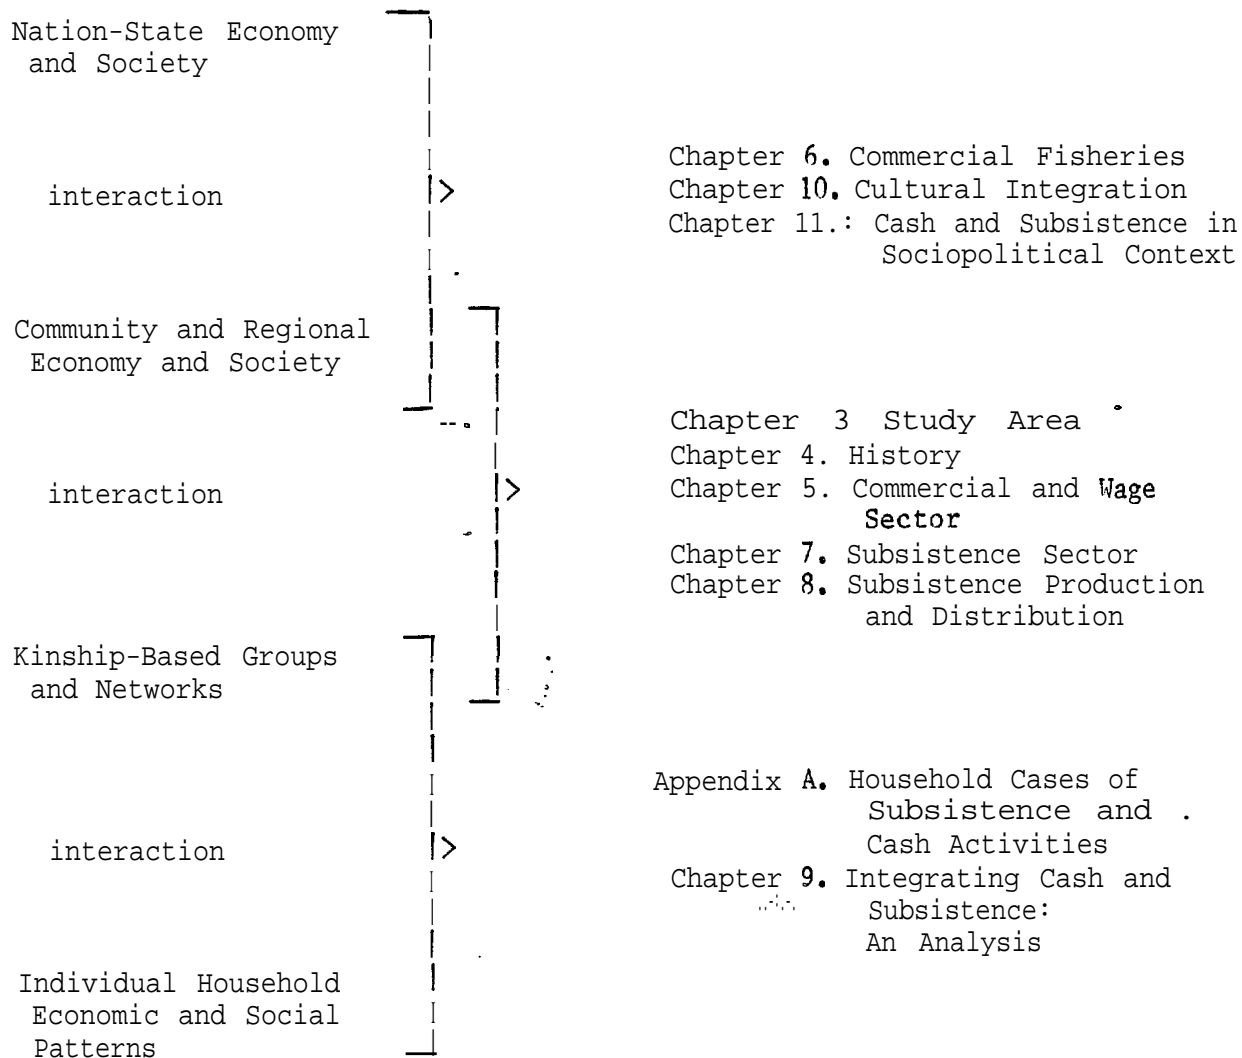 Nation-State Economy
and Society
interaction
Community and Regional
Economy and Society
interaction
Kinship-Based Groups
and Networks
interaction
Individual Household
Economic and Social
Patterns
Chapter 6. Commercial Fisheries
Chapter 10. Cultural Integration
Chapter 11.: Cash and Subsistence in
Sociopolitical Context
Chapter 3 Study Area
Chapter 4. History
Chapter 5. Commercial and Wage
Sector
Chapter 7. Subsistence Sector
Chapter 8. Subsistence Production
and Distribution
Appendix A. Household Cases of
Subsistence and
Cash Activities
Chapter 9. Integrating Cash and
Subsistence:
An Analysis